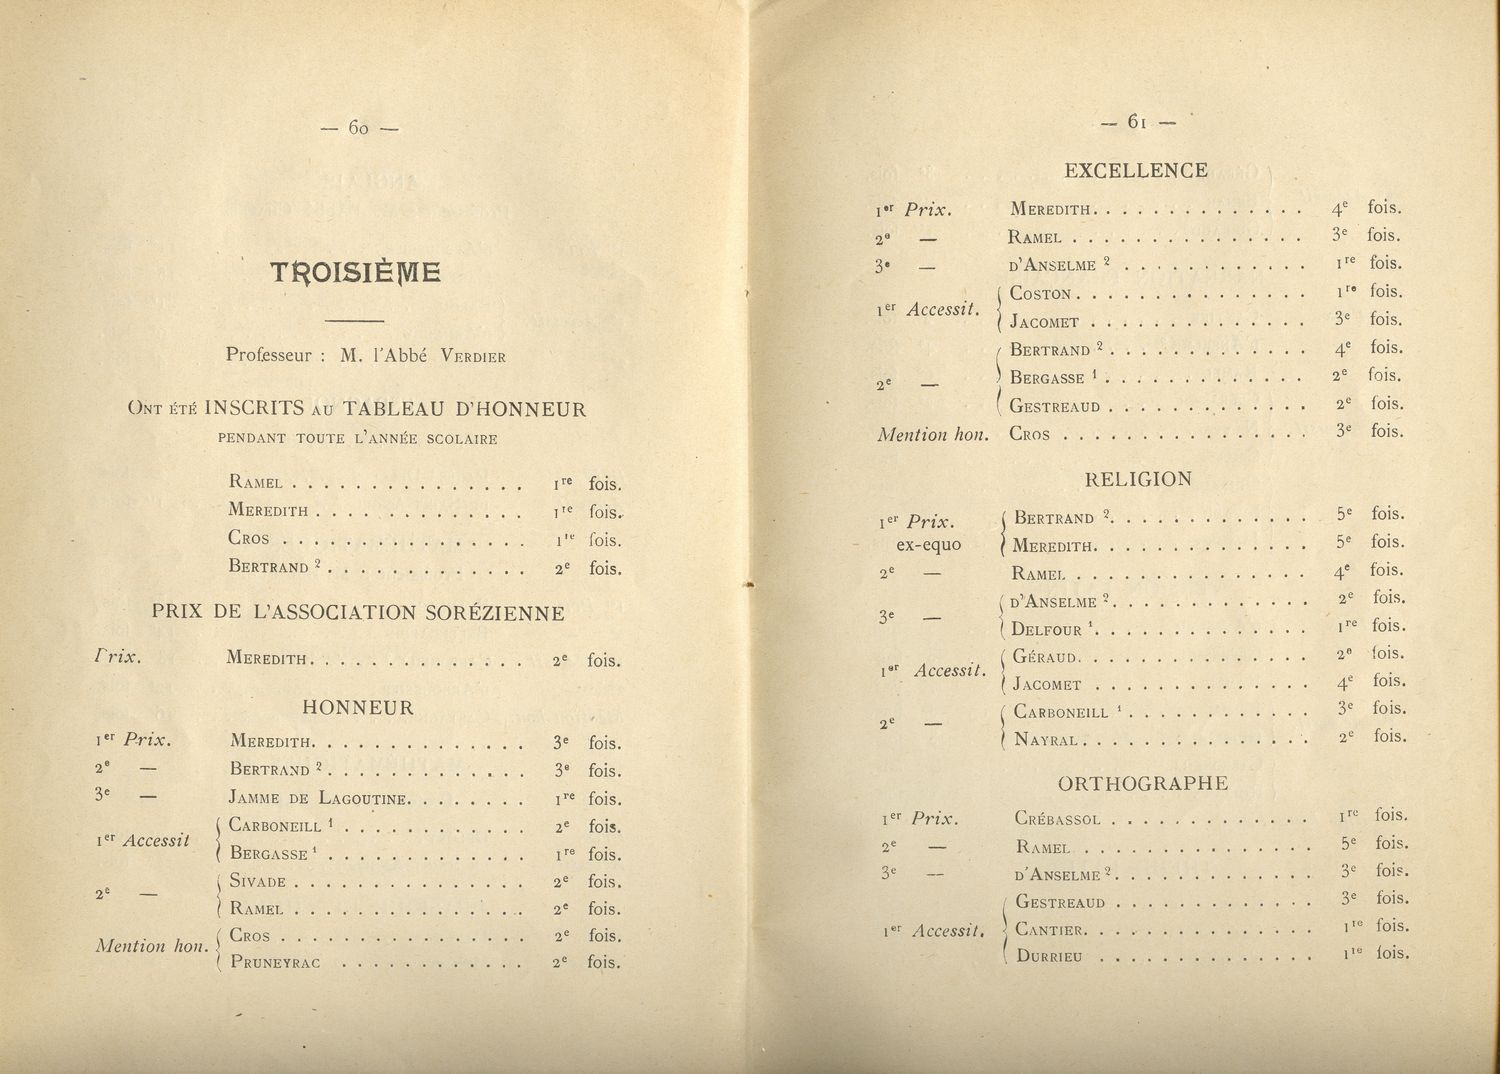 — 60 —
TROISIÈME
Professeur : M. l'Abbé VERDIER
ONT ÉTÉ INSCRITS AU TABLEAU D'HONNEUR
PENDANT TOUTE L'ANNÉE SCOLAIRE
RAMEL . . . . . . . . . . . . . . . 1re fois.
MEREDITH . . . . . . . . . . . . . 1re fois.
CROS . . . . . . . . . . . . . . . . 1re fois.
BERTRAND 2 . . . . . . . . . . . . . 2e fois.
PRIX DE L'ASSOCIATION SORÉZIENNE
Prix. MEREDITH. . . . . . . . . . . . . . 2e fois.
HONNEUR
1er Prix. MEREDITH. . . . . . . . . . . . . . 3e fois.
2e — BERTRAND 2 . . . . . . . . . . . . . 3e fois.
3e — JAMME DE LAGOUTINE. . . . . . . . 1re fois.
1er Accessit { CARBONEILL 1 . . . . . . . . . . . . 2e fois.
BERGASSE 1 . . . . . . . . . . . . . 1re fois.
2e — { SIVADE . . . . . . . . . . . . . . . 2e fois.
RAMEL . . . . . . . . . . . . . . . 2e fois.
Mention hon. { CROS . . . . . . . . . . . . . . . . 2e fois.
PRUNEYRAC . . . . . . . . . . . . 2e fois.
— 61 —
EXCELLENCE
1er Prix. MEREDITH. . . . . . . . . . . . . . 4e fois.
2e — RAMEL . . . . . . . . . . . . . . . 3e fois.
3e — D'ANSELME 2 . . . . . . . . . . . . 1re fois.
1er Accessit. { COSTON. . . . . . . . . . . . . . . 1re fois.
JACOMET . . . . . . . . . . . . . . 3e fois.
2e — { BERTRAND 2 . . . . . . . . . . . . . 4e fois.
BERGASSE 1 . . . . . . . . . . . . . 2e fois.
GESTREAUD . . . . . . . . . . . . . 2e fois.
Mention hon. CROS . . . . . . . . . . . . . . . . 3e fois.
RELIGION
1er Prix. ex-equo { BERTRAND 2. . . . . . . . . . . . . 5e fois.
MEREDITH. . . . . . . . . . . . . . 5e fois.
2e — RAMEL . . . . . . . . . . . . . . . 4e fois.
3e — { D'ANSELME 2. . . . . . . . . . . . . 2e fois.
DELFOUR 1. . . . . . . . . . . . . . 1re fois.
1er Accessit. { GÉRAUD. . . . . . . . . . . . . . . 2e fois.
JACOMET . . . . . . . . . . . . . . 4e fois.
2e — { CARBONEILL 1 . . . . . . . . . . . . 3e fois.
NAYRAL . . . . . . . . . . . . . . . 2e fois.
ORTHOGRAPHE
1er Prix. CRÉBASSOL . . . . . . . . . . . . . 1re fois.
2e — RAMEL . . . . . . . . . . . . . . . 5e fois.
3e — D'ANSELME 2. . . . . . . . . . . . . 3e fois.
1er Accessit. { GESTREAUD . . . . . . . . . . . . . 3e fois.
CANTIER. . . . . . . . . . . . . . . 1re fois.
DURRIEU . . . . . . . . . . . . . . 1re fois.